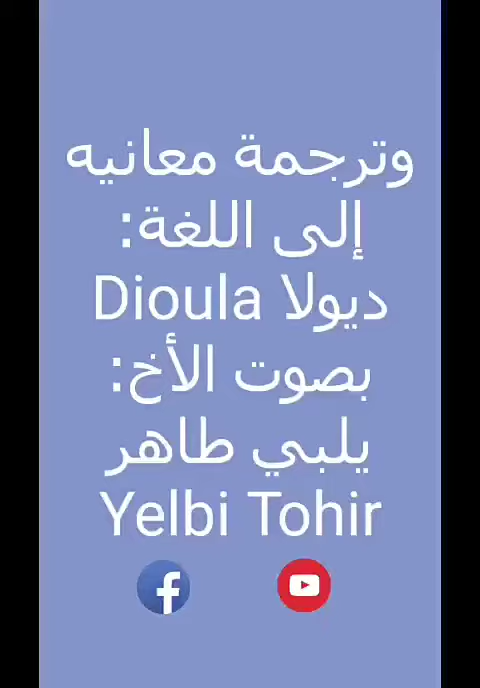 وترجمة معانيه
إلى اللغة:
ديولا Dioula
بصوت الأخ:
يلبي طاهر
Yelbi Tohir